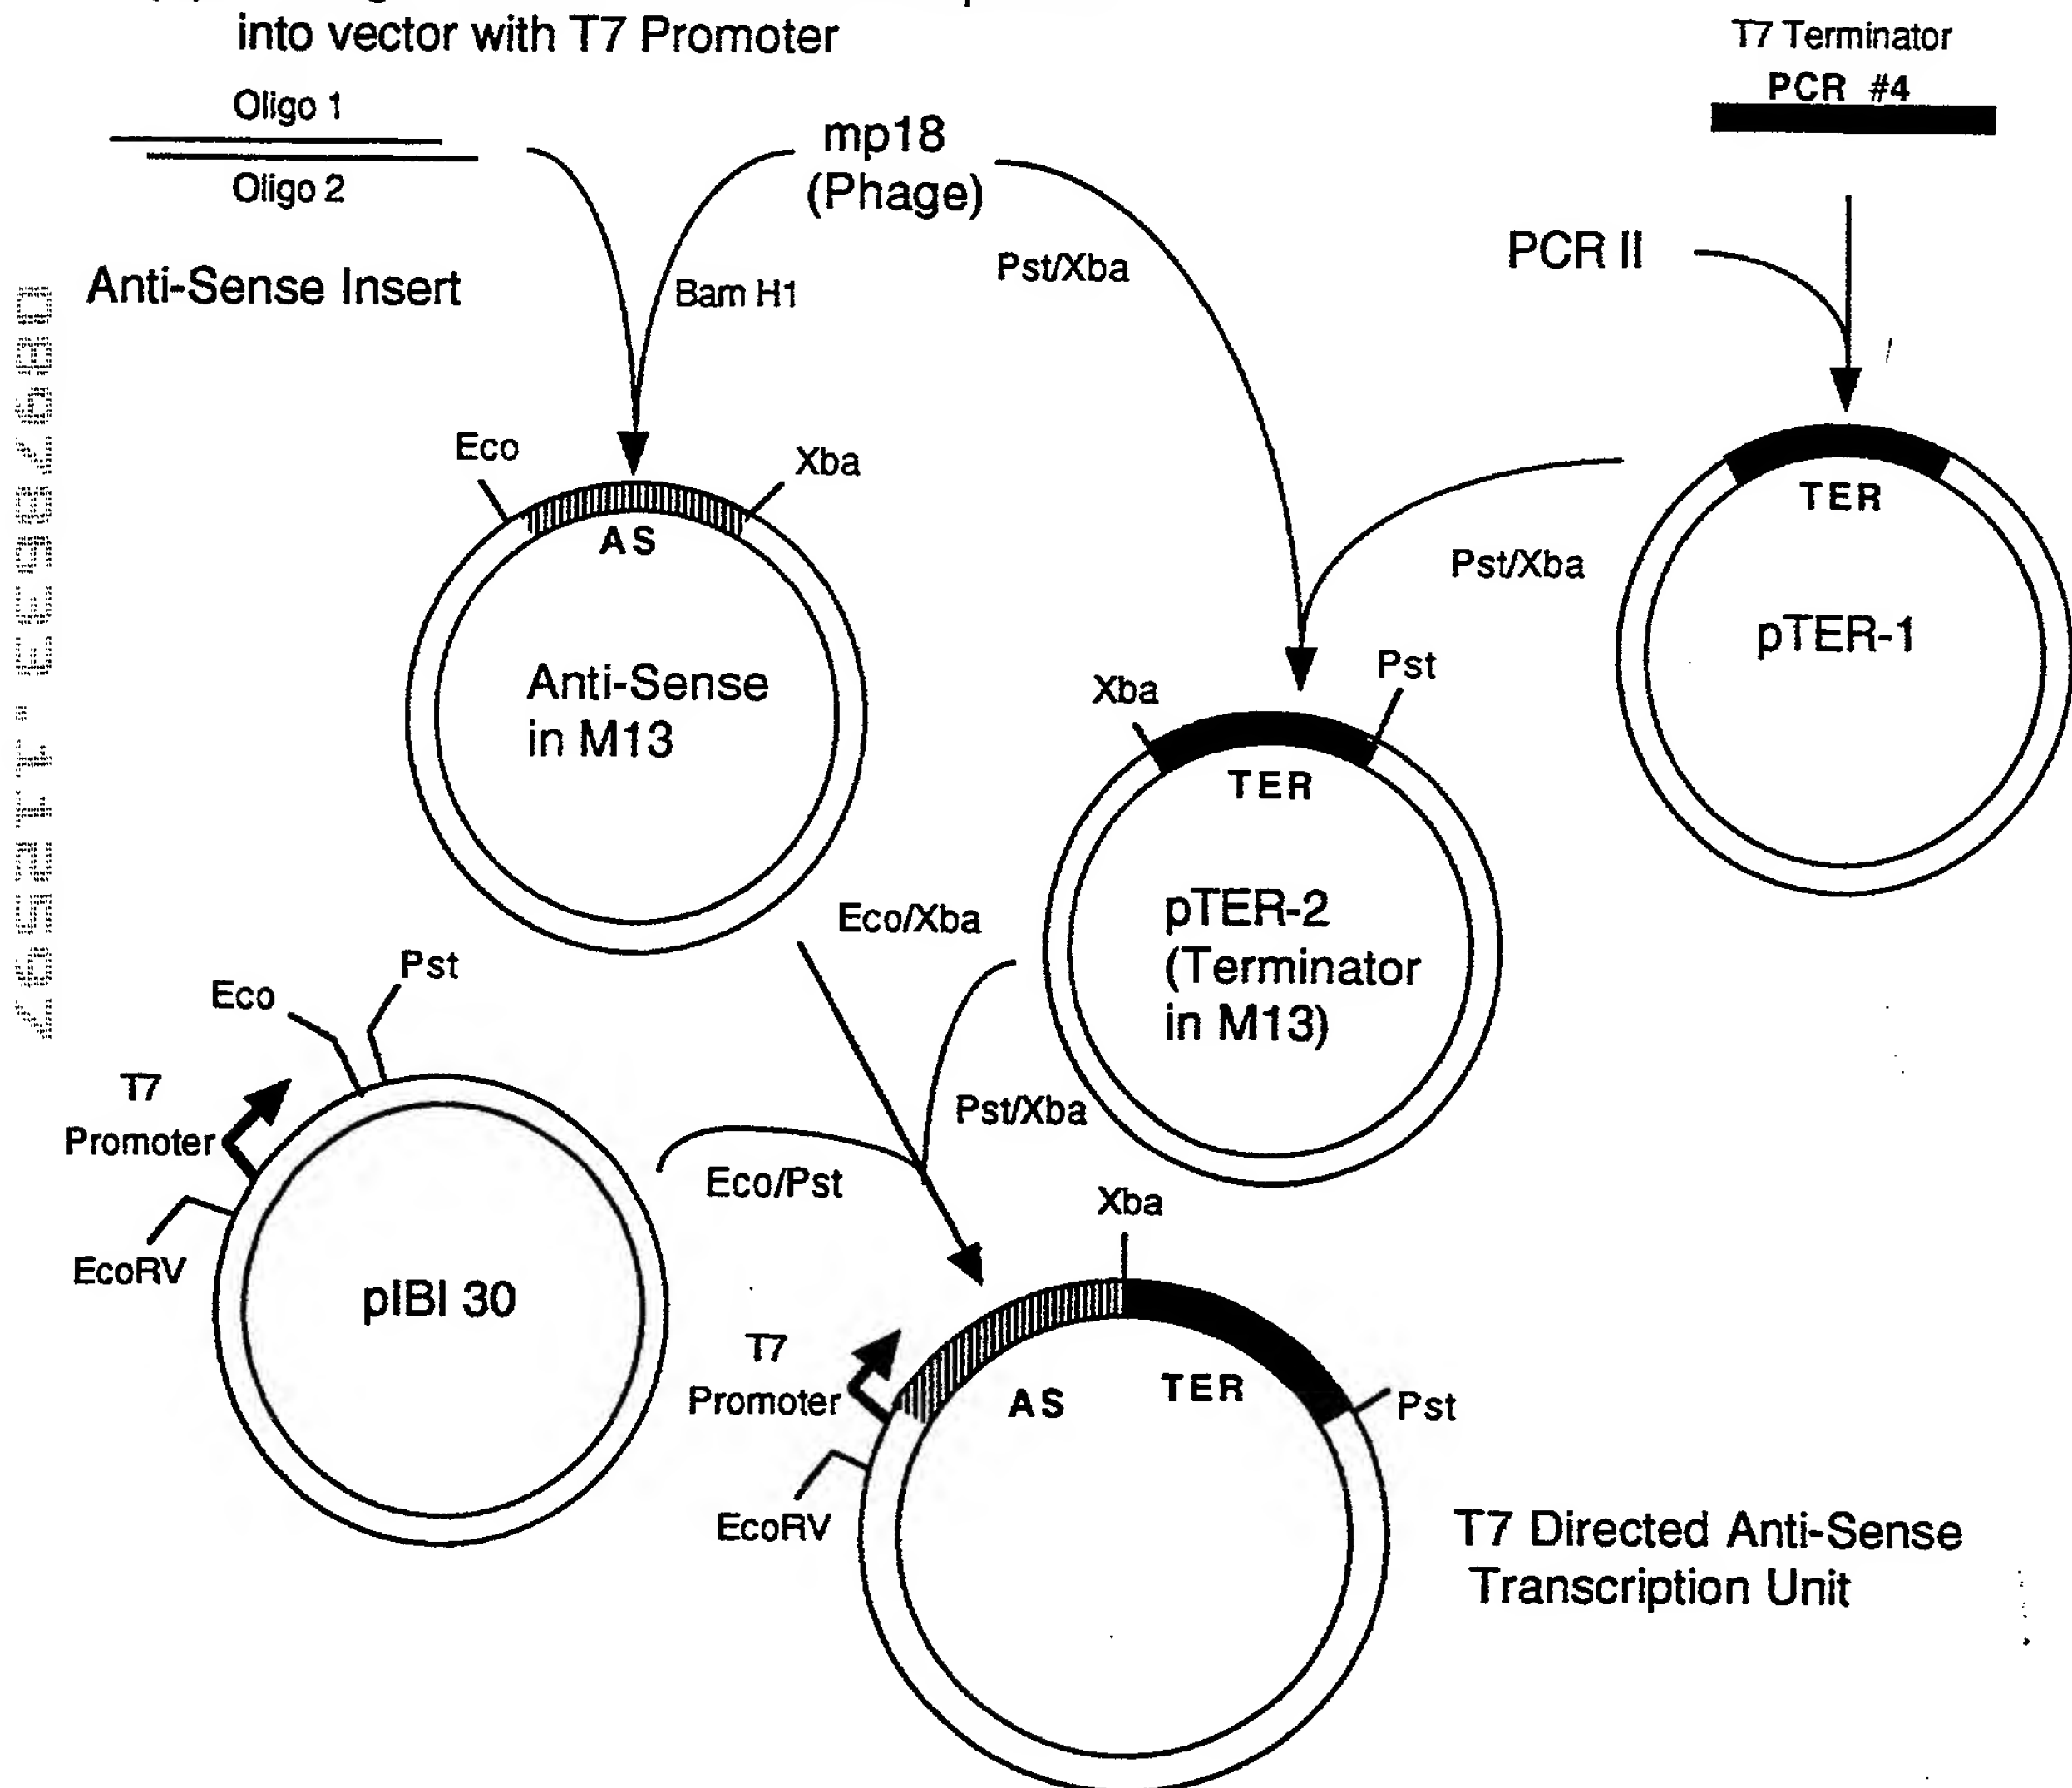 into vector with T7 Promoter
T7 Terminator
PCR #4
Oligo 1
Oligo 2
mp18
(Phage)
PCR II
Anti-Sense Insert
Bam H1
Pst/Xba
Eco
Xba
AS
TER
Pst/Xba
pTER-1
Anti-Sense
in M13
Xba
Pst
TER
pTER-2
(Terminator
in M13)
Eco/Xba
Pst
Eco
T7
Promoter
EcoRV
pIBI 30
Pst/Xba
Eco/Pst
Xba
T7
Promoter
AS
TER
Pst
EcoRV
T7 Directed Anti-Sense
Transcription Unit